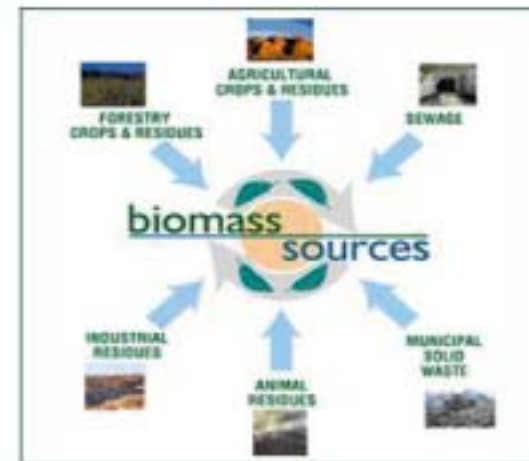 AGRICULTURAL
CROPS & RESIDUES
FORESTRY
CROPS & RESIDUES
SEWAGE
biomass
sources
INDUSTRIAL
RESIDUES
ANIMAL
RESIDUES
MUNICIPAL
SOLID
WASTE